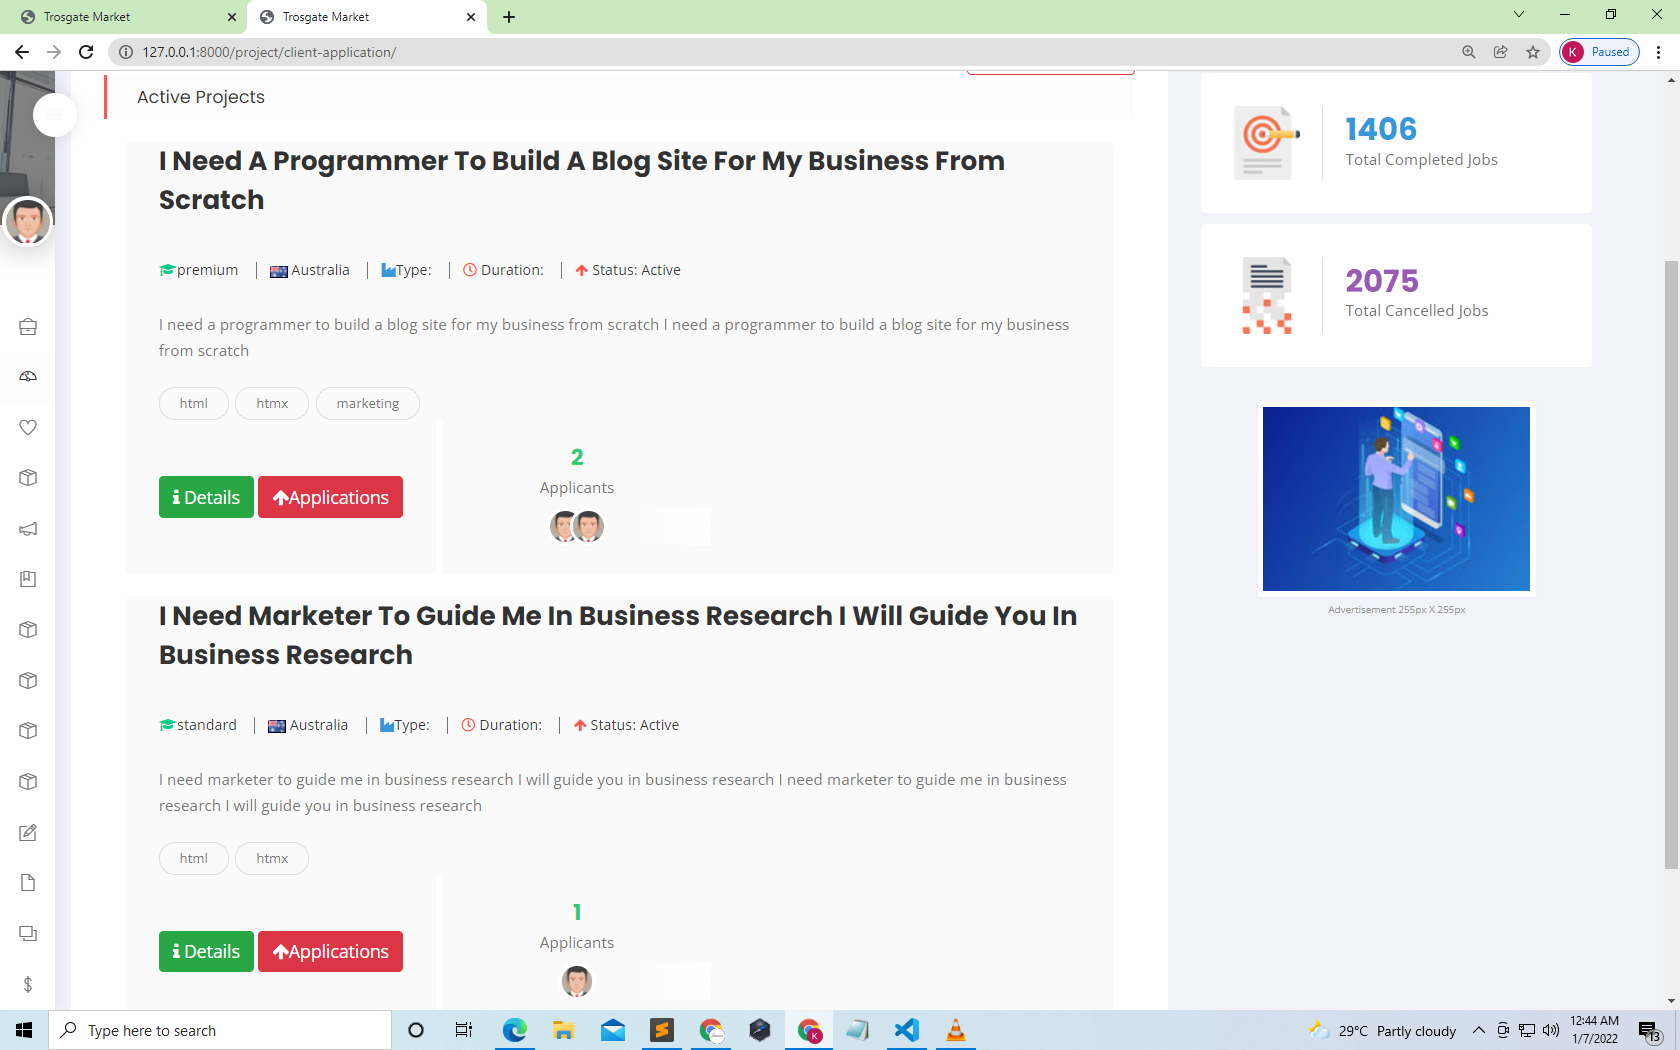 Trosgate Market
Trosgate Market
127.0.0.1:8000/project/client-application/
K Paused
Active Projects
I Need A Programmer To Build A Blog Site For My Business From
Scratch
premium
Australia
Type:
Duration:
Status: Active
I need a programmer to build a blog site for my business from scratch I need a programmer to build a blog site for my business
from scratch
html
htmx
marketing
Details
Applications
2
Applicants
I Need Marketer To Guide Me In Business Research I Will Guide You In
Business Research
standard
Australia
Type:
Duration:
Status: Active
I need marketer to guide me in business research I will guide you in business research I need marketer to guide me in business
research I will guide you in business research
html
htmx
Details
Applications
1
Applicants
1406
Total Completed Jobs
2075
Total Cancelled Jobs
Advertisement 255px X 255px
Type here to search
K
29°C Partly cloudy
12:44 AM
1/7/2022
13